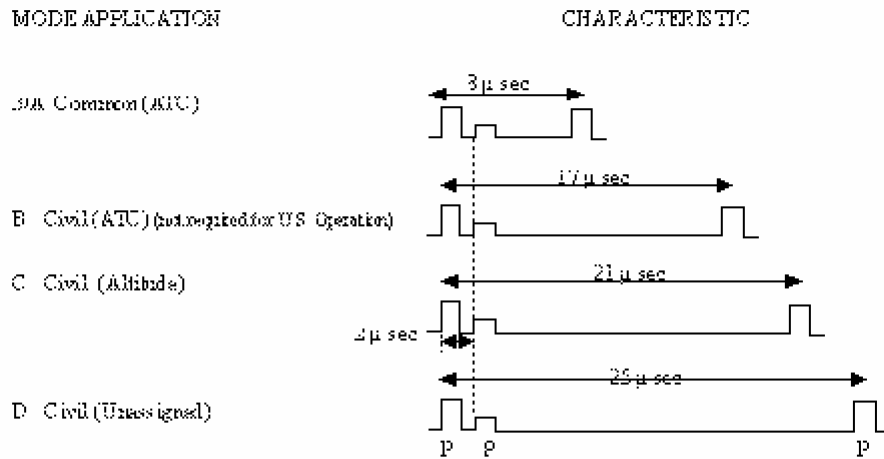 MODE APPLICATION CHARACTERISTIC
8 µ sec
3/A Common (ATC)
17 µ sec
B Civil (ATC) (not required for US Operation)
21 µ sec
C Civil (Altitude)
2 µ sec
25 µ sec
D Civil (Unassigned)
P P P